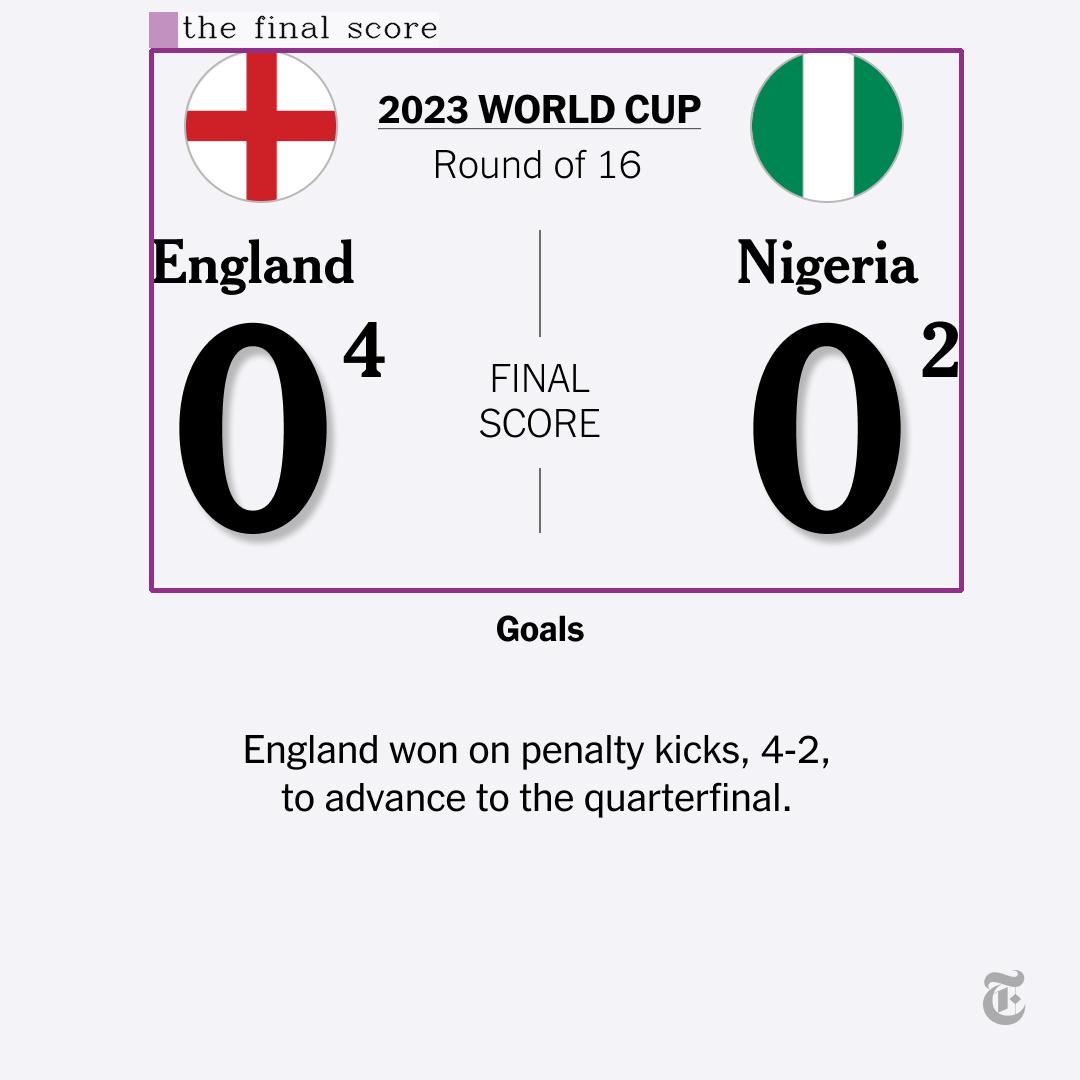 the final score
2023 WORLD CUP
Round of 16
England
Nigeria
0 4
FINAL
SCORE
0 2
Goals
England won on penalty kicks, 4-2,
to advance to the quarterfinal.
T